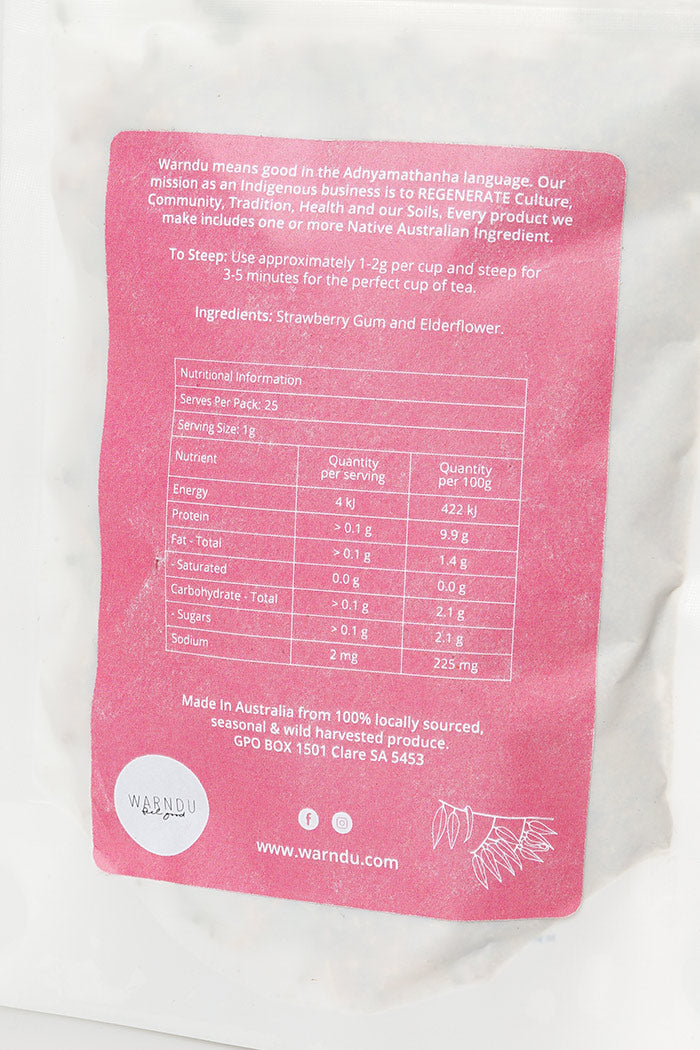 Warndu means good in the Adnyamathanha language. Our
mission as an Indigenous business is to REGENERATE Culture,
Community, Tradition, Health and our Soils. Every product we
make includes one or more Native Australian Ingredient.
To Steep: Use approximately 1-2g per cup and steep for
3-5 minutes for the perfect cup of tea.
Ingredients: Strawberry Gum and Elderflower.
Nutritional Information
Serves Per Pack: 25
Serving Size: 1g
Nutrient Quantity per serving Quantity per 100g
Energy 4 kJ 422 kJ
Protein > 0.1 g 9.9 g
Fat - Total > 0.1 g 1.4 g
- Saturated 0.0 g 0.0 g
Carbohydrate - Total > 0.1 g 2.1 g
- Sugars > 0.1 g 2.1 g
Sodium 2 mg 225 mg
Made In Australia from 100% locally sourced,
seasonal & wild harvested produce.
GPO BOX 1501 Clare SA 5453
WARNDU
feel good
f
www.warndu.com